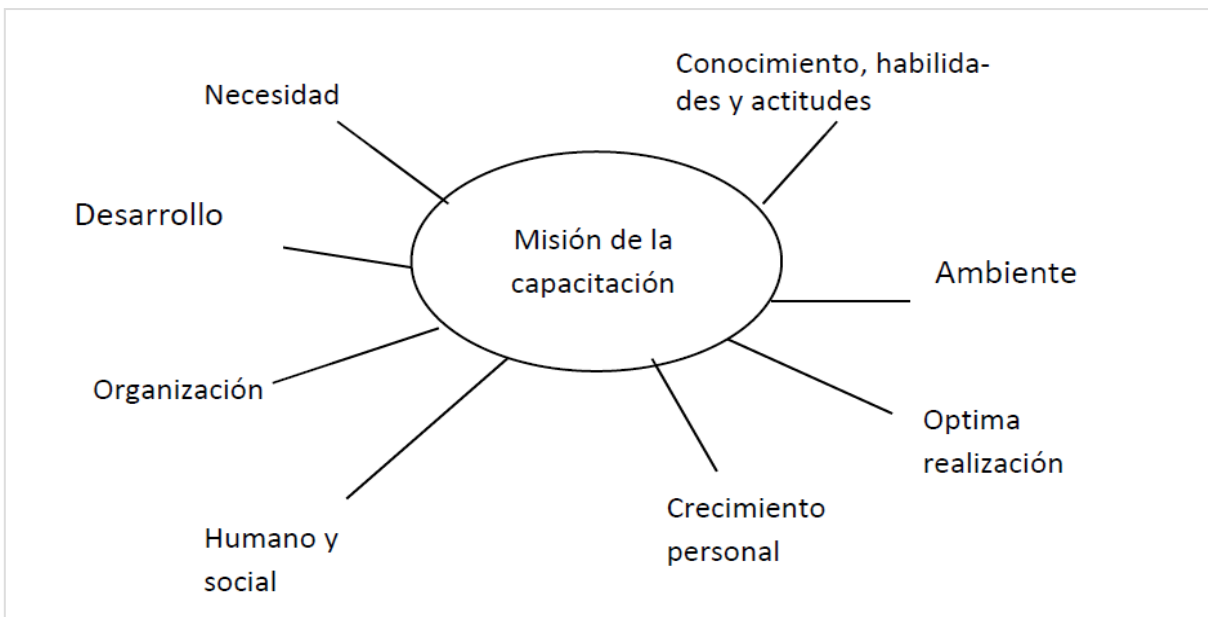 Conocimiento, habilida-
des y actitudes
Necesidad
Desarrollo
Misión de la
capacitación
Ambiente
Organización
Optima
realización
Crecimiento
personal
Humano y
social